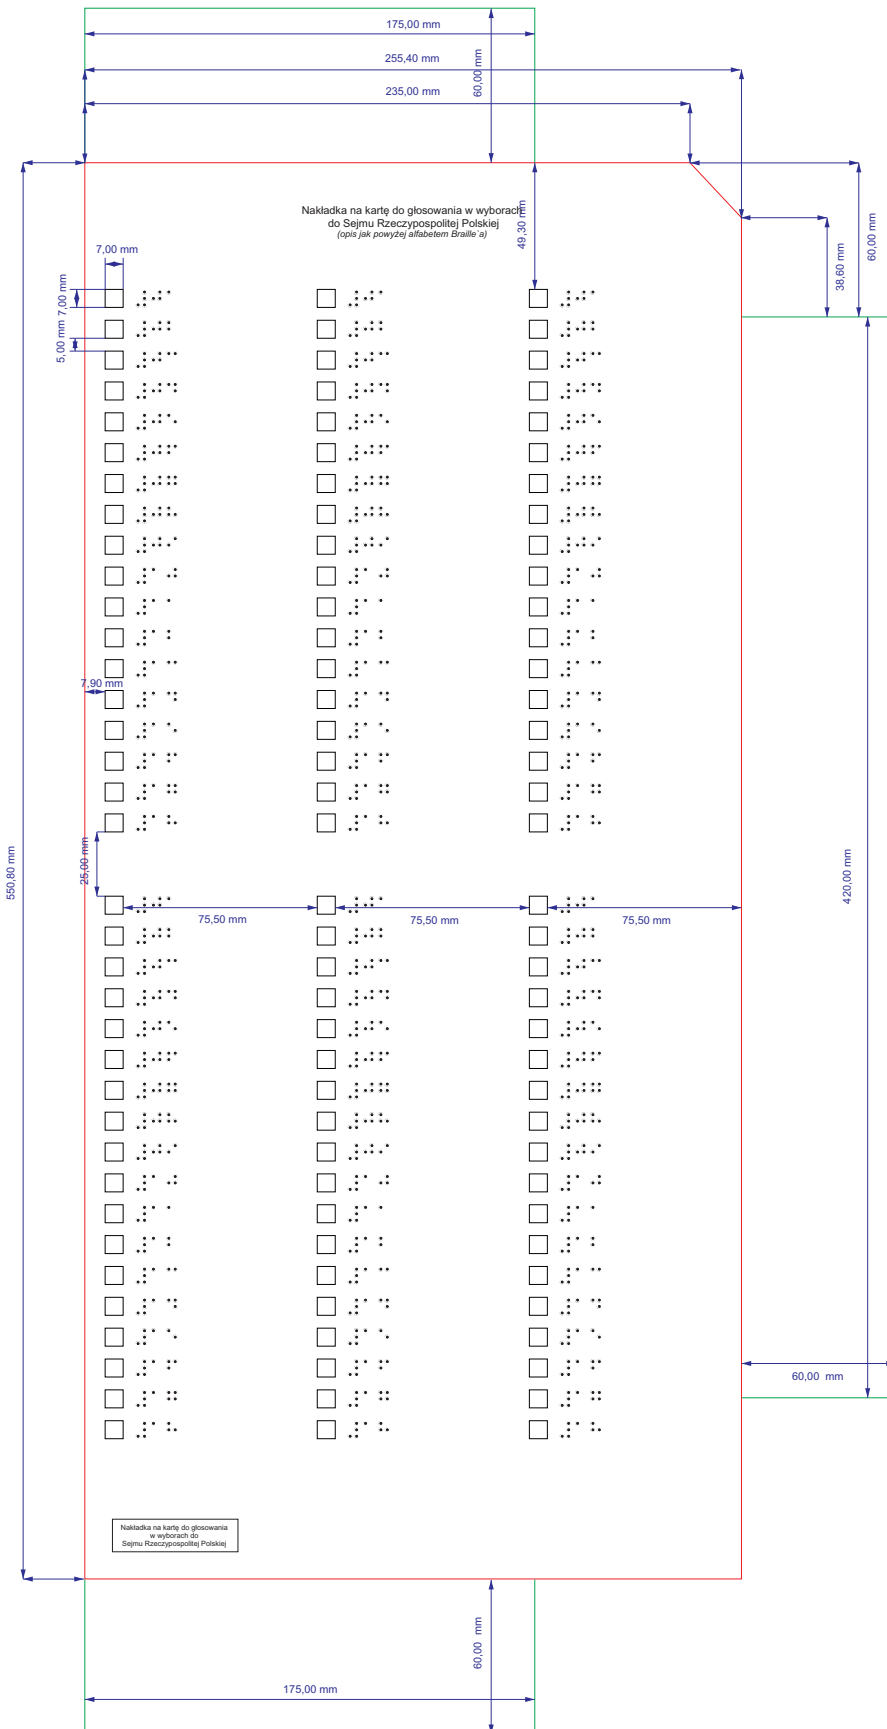 175,00 mm
255,40 mm
60,00 mm
235,00 mm
Nakładka na kartę do głosowania w wyborach
do Sejmu Rzeczypospolitej Polskiej
(opis jak powyżej alfabetem Braille`a)
49,30 mm
60,00 mm
38,60 mm
7,00 mm
7,00 mm
5,00 mm
7,90 mm
25,00 mm
550,80 mm
420,00 mm
75,50 mm
75,50 mm
75,50 mm
60,00 mm
Nakładka na kartę do głosowania
w wyborach do
Sejmu Rzeczypospolitej Polskiej
60,00 mm
175,00 mm